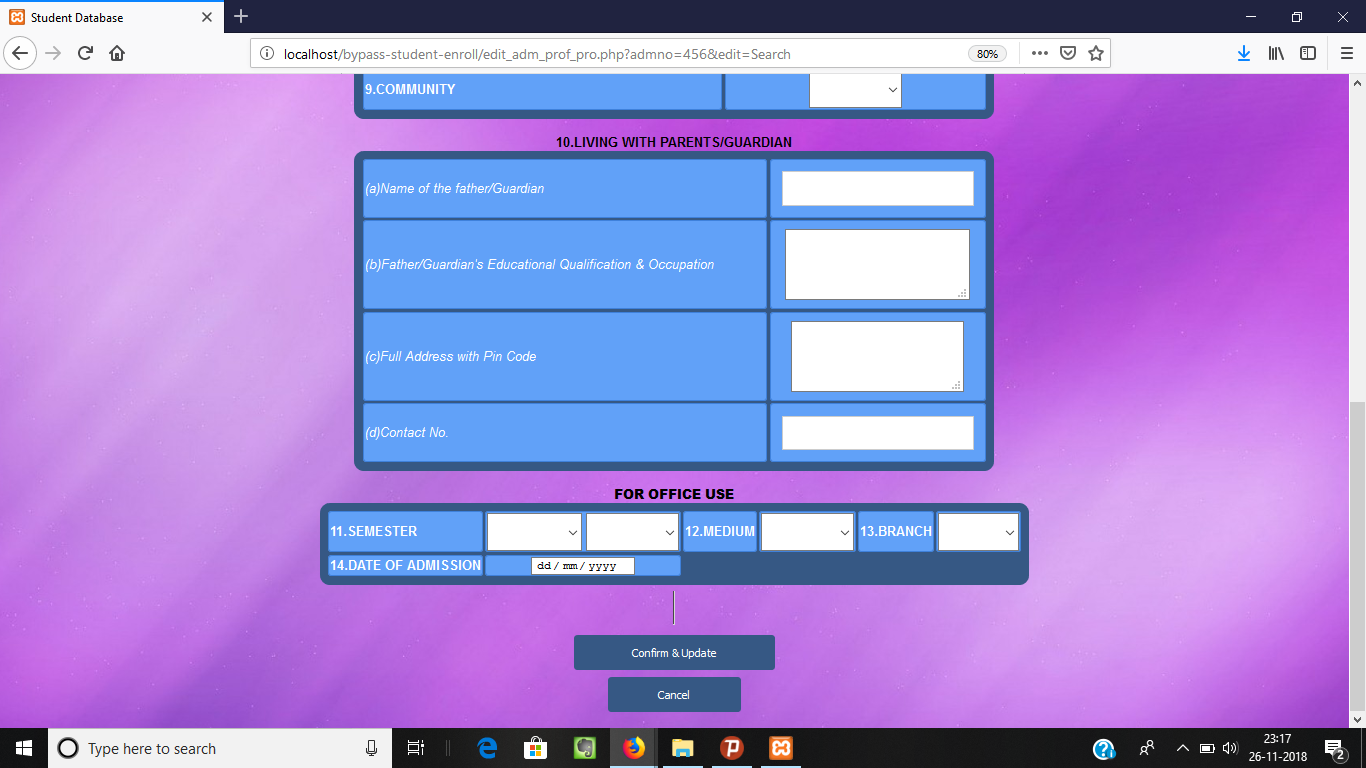 Student Database
localhost/bypass-student-enroll/edit_adm_prof_pro.php?admno=456&edit=Search
80%
9.COMMUNITY
10.LIVING WITH PARENTS/GUARDIAN
(a)Name of the father/Guardian
(b)Father/Guardian's Educational Qualification & Occupation
(c)Full Address with Pin Code
(d)Contact No.
FOR OFFICE USE
11.SEMESTER 12.MEDIUM 13.BRANCH
14.DATE OF ADMISSION dd / mm / yyyy
Confirm & Update
Cancel
Type here to search
23:17
26-11-2018
2